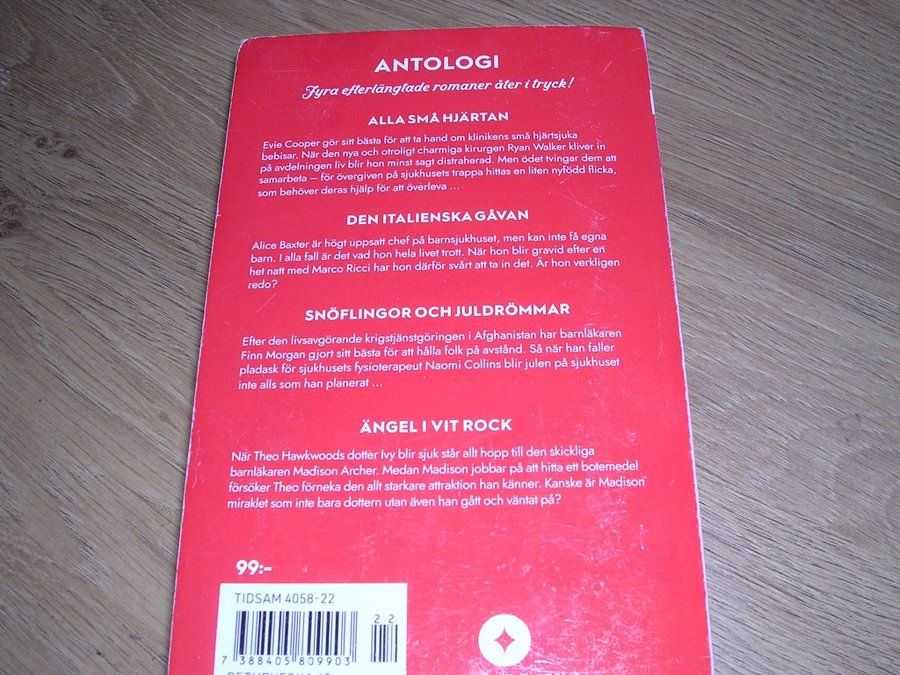 ANTOLOGI
Fyra efterlängtade romaner åter i tryck!
ALLA SMÅ HJÄRTAN
Evie Cooper gör sitt bästa för att ta hand om klinikens små hjärtsjuka
bebisar. När den nya och otroligt charmiga kirurgen Ryan Walker kliver in
på avdelningen liv blir hon minst sagt distraherad. Men ödet tvingar dem att
samarbeta – för övergiven på sjukhusets trappa hittas en liten nyfödd flicka,
som behöver deras hjälp för att överleva ...
DEN ITALIENSKA GÅVAN
Alice Baxter är högt uppsatt chef på barnsjukhuset, men kan inte få egna
barn. I alla fall är det vad hon hela livet trott. När hon blir gravid efter en
het natt med Marco Ricci har hon därför svårt att ta in det. Är hon verkligen
redo?
SNÖFLINGOR OCH JULDRÖMMAR
Efter den livsavgörande krigstjänstgöringen i Afghanistan har barnläkaren
Finn Morgan gjort sitt bästa för att hålla folk på avstånd. Så när han faller
pladask för sjukhusets fysioterapeut Naomi Collins blir julen på sjukhuset
inte alls som han planerat ...
ÄNGEL I VIT ROCK
När Theo Hawkwoods dotter Ivy blir sjuk står allt hopp till den skickliga
barnläkaren Madison Archer. Medan Madison jobbar på att hitta ett botemedel
försöker Theo förneka den allt starkare attraktion han känner. Kanske är Madison
miraklet som inte bara dottern utan även han gått och väntat på?
99:-
TIDSAM 4058-22
2 2
7 388405 809903